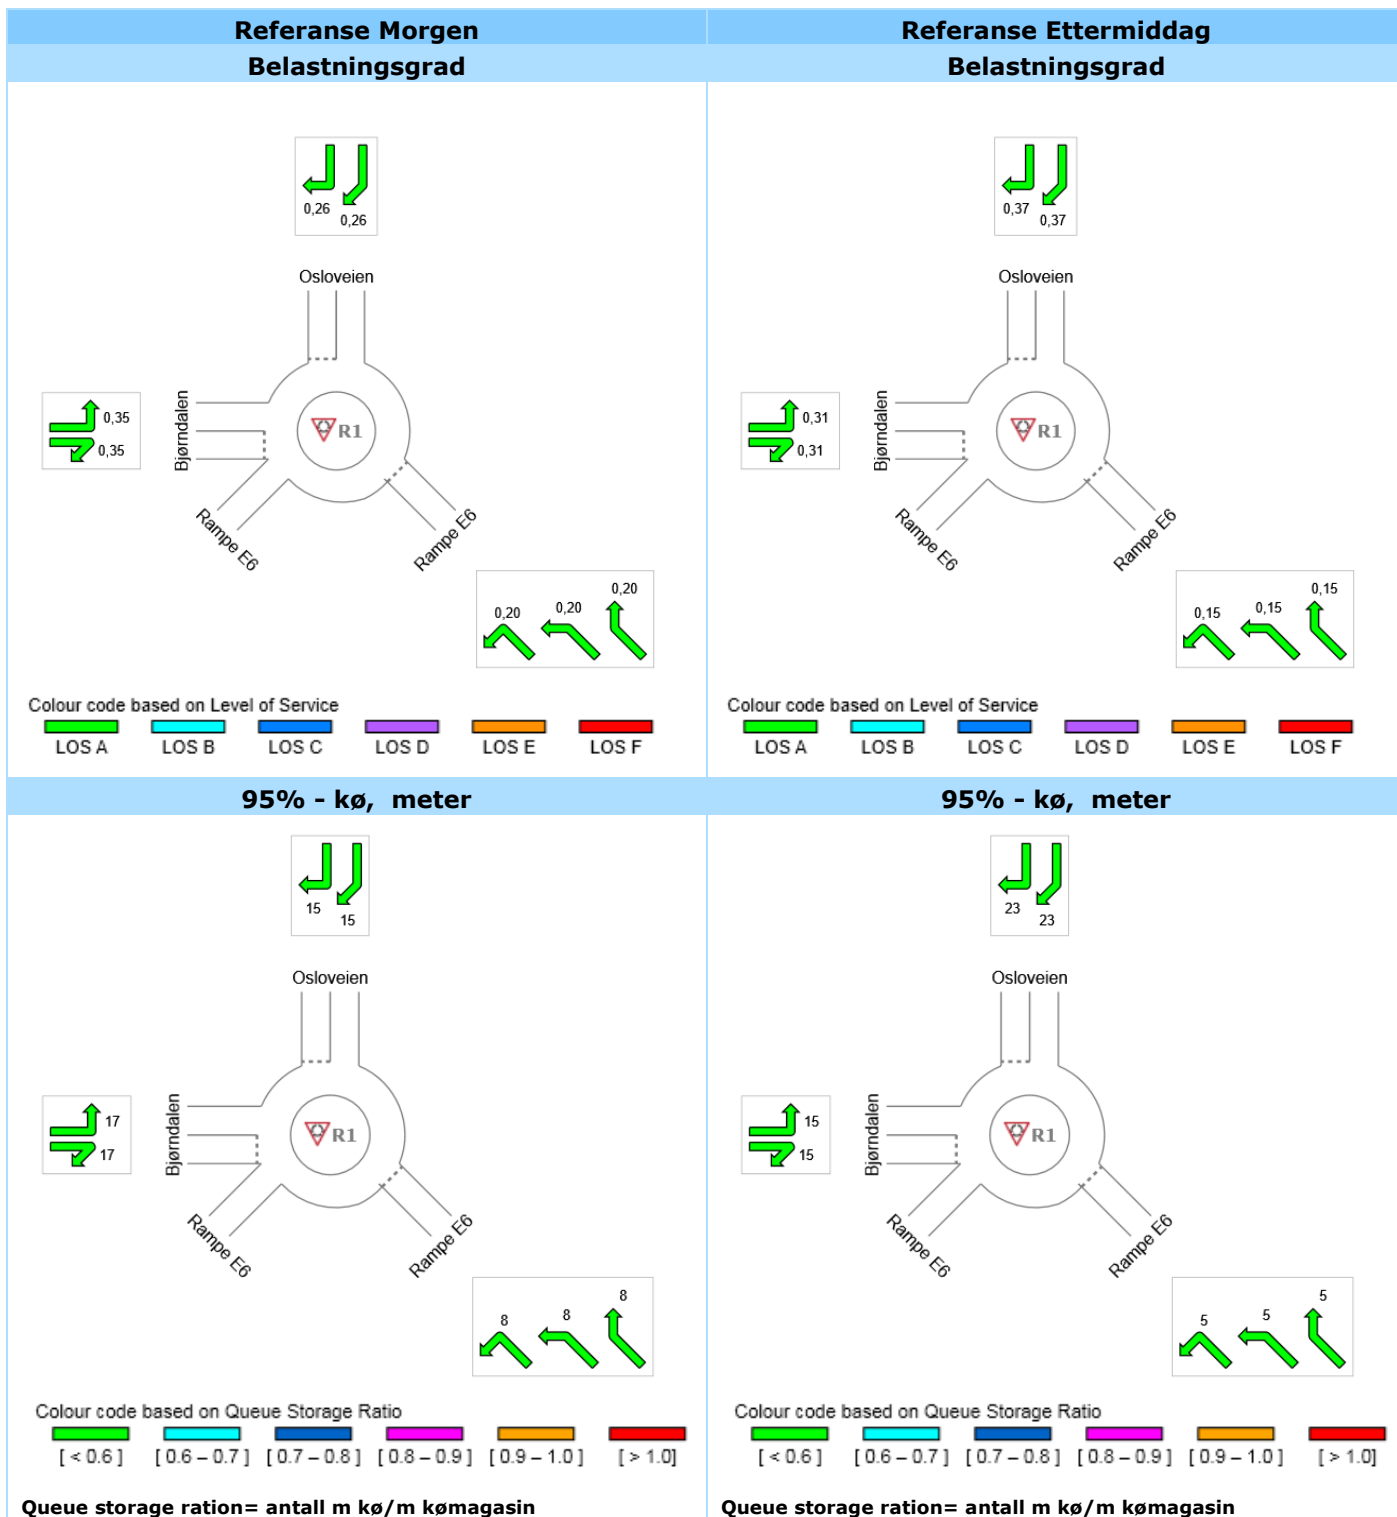 Referanse Morgen
Belastningsgrad
0,26
0,26
Osloveien
Bjørndalen
0,35
0,35
R1
Rampe E6
Rampe E6
0,20
0,20
0,20
Colour code based on Level of Service
LOS A LOS B LOS C LOS D LOS E LOS F
Referanse Ettermiddag
Belastningsgrad
0,37
0,37
Osloveien
Bjørndalen
0,31
0,31
R1
Rampe E6
Rampe E6
0,15
0,15
0,15
Colour code based on Level of Service
LOS A LOS B LOS C LOS D LOS E LOS F
95% - kø, meter
15
15
Osloveien
Bjørndalen
17
17
R1
Rampe E6
Rampe E6
8
8
8
Colour code based on Queue Storage Ratio
[ < 0.6 ] [ 0.6 – 0.7 ] [ 0.7 – 0.8 ] [ 0.8 – 0.9 ] [ 0.9 – 1.0 ] [ > 1.0]
Queue storage ration= antall m kø/m kømagasin
95% - kø, meter
23
23
Osloveien
Bjørndalen
15
15
R1
Rampe E6
Rampe E6
5
5
5
Colour code based on Queue Storage Ratio
[ < 0.6 ] [ 0.6 – 0.7 ] [ 0.7 – 0.8 ] [ 0.8 – 0.9 ] [ 0.9 – 1.0 ] [ > 1.0]
Queue storage ration= antall m kø/m kømagasin